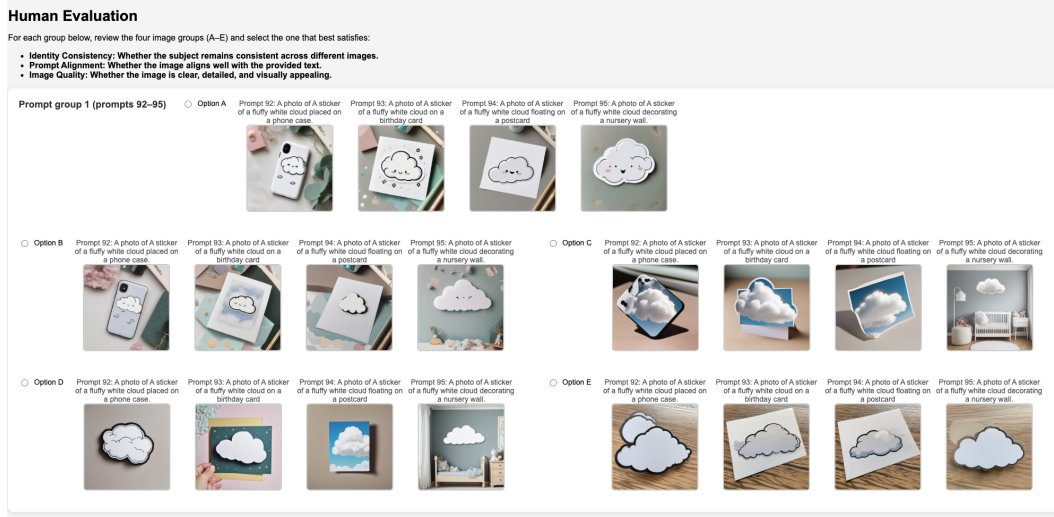 Human Evaluation
For each group below, review the four image groups (A–E) and select the one that best satisfies:
• Identity Consistency: Whether the subject remains consistent across different images.
• Prompt Alignment: Whether the image aligns well with the provided text.
• Image Quality: Whether the image is clear, detailed, and visually appealing.
Prompt group 1 (prompts 92–95)
Option A
Prompt 92: A photo of A sticker
of a fluffy white cloud placed on
a phone case.
Prompt 93: A photo of A sticker
of a fluffy white cloud on a
birthday card
Prompt 94: A photo of A sticker
of a fluffy white cloud floating on
a postcard
Prompt 95: A photo of A sticker
of a fluffy white cloud decorating
a nursery wall.
Option B
Prompt 92: A photo of A sticker
of a fluffy white cloud placed on
a phone case.
Prompt 93: A photo of A sticker
of a fluffy white cloud on a
birthday card
Prompt 94: A photo of A sticker
of a fluffy white cloud floating on
a postcard
Prompt 95: A photo of A sticker
of a fluffy white cloud decorating
a nursery wall.
Option C
Prompt 92: A photo of A sticker
of a fluffy white cloud placed on
a phone case.
Prompt 93: A photo of A sticker
of a fluffy white cloud on a
birthday card
Prompt 94: A photo of A sticker
of a fluffy white cloud floating on
a postcard
Prompt 95: A photo of A sticker
of a fluffy white cloud decorating
a nursery wall.
Option D
Prompt 92: A photo of A sticker
of a fluffy white cloud placed on
a phone case.
Prompt 93: A photo of A sticker
of a fluffy white cloud on a
birthday card
Prompt 94: A photo of A sticker
of a fluffy white cloud floating on
a postcard
Prompt 95: A photo of A sticker
of a fluffy white cloud decorating
a nursery wall.
Option E
Prompt 92: A photo of A sticker
of a fluffy white cloud placed on
a phone case.
Prompt 93: A photo of A sticker
of a fluffy white cloud on a
birthday card
Prompt 94: A photo of A sticker
of a fluffy white cloud floating on
a postcard
Prompt 95: A photo of A sticker
of a fluffy white cloud decorating
a nursery wall.